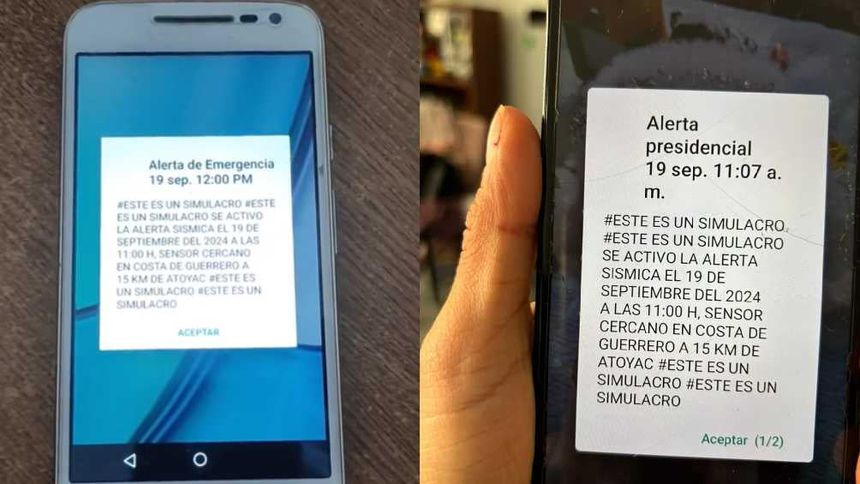 Alerta de Emergencia
19 sep. 12:00 PM
#ESTE ES UN SIMULACRO #ESTE
ES UN SIMULACRO SE ACTIVO
LA ALERTA SISMICA EL 19 DE
SEPTIEMBRE DEL 2024 A LAS
11:00 H, SENSOR CERCANO
EN COSTA DE GUERRERO A
15 KM DE ATOYAC #ESTE ES
UN SIMULACRO #ESTE ES UN
SIMULACRO
ACEPTAR
Alerta
presidencial
19 sep. 11:07 a.
m.
#ESTE ES UN SIMULACRO
#ESTE ES UN SIMULACRO
SE ACTIVO LA ALERTA
SISMICA EL 19 DE
SEPTIEMBRE DEL 2024
A LAS 11:00 H, SENSOR
CERCANO EN COSTA DE
GUERRERO A 15 KM DE
ATOYAC #ESTE ES UN
SIMULACRO #ESTE ES UN
SIMULACRO
Aceptar (1/2)